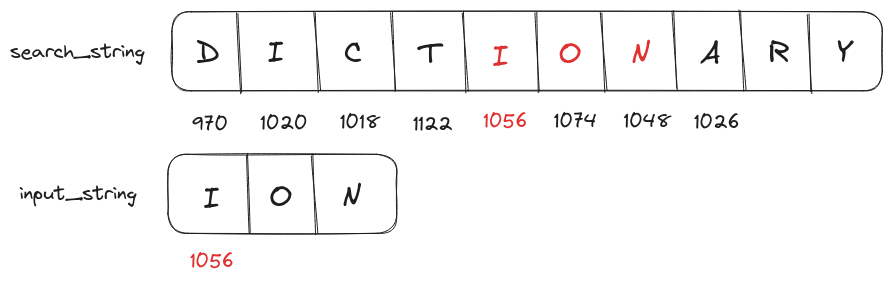 search_string D I C T I O N A R Y
970 1020 1018 1122 1056 1074 1048 1026
input_string I O N
1056